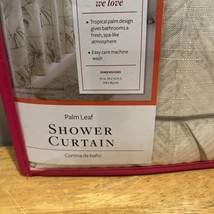 we love
• Tropical palm design
gives bathrooms a
fresh, spa-like
atmosphere
• Easy care machine
wash
DIMENSIONS
Palm Leaf
SHOWER
CURTAIN
Cortina de baño